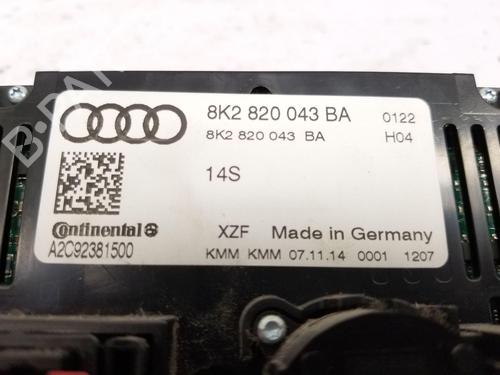 8K2 820 043 BA 0122
8K2 820 043 BA H04
14S
Continental XZF Made in Germany
A2C92381500 KMM KMM 07.11.14 0001 1207
B-PARTS